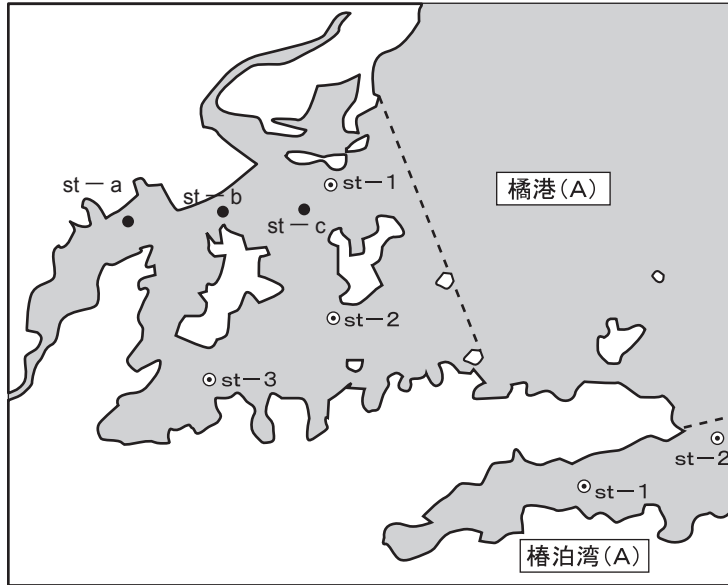 st－a
st－b
st－c
st－1
橘港（A）
st－2
st－3
st－2
st－1
椿泊湾（A）